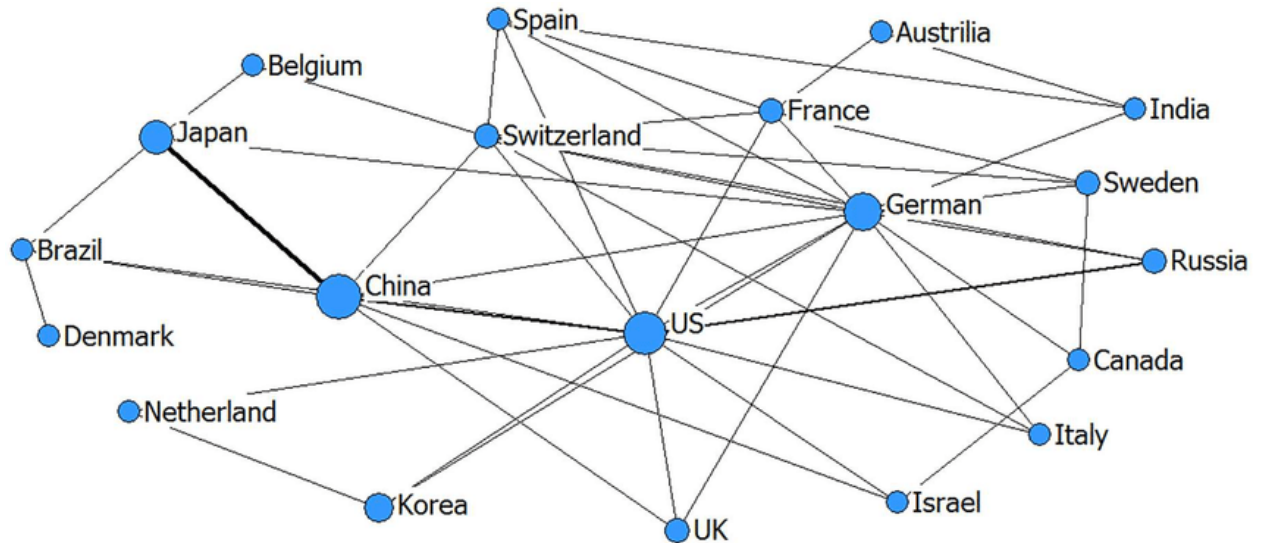 Spain
Austrilia
Belgium
France
India
Japan
Switzerland
Sweden
German
Brazil
Russia
China
US
Denmark
Canada
Netherland
Italy
Korea
Israel
UK